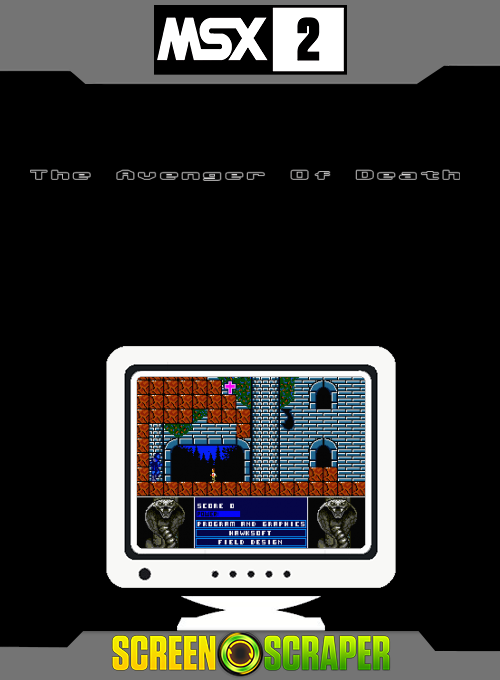 MSX 2
The Avenger Of Death
SCORE 0
PROGRAM AND GRAPHICS
HAWKSOFT
FIELD DESIGN
SCREEN SCRAPER